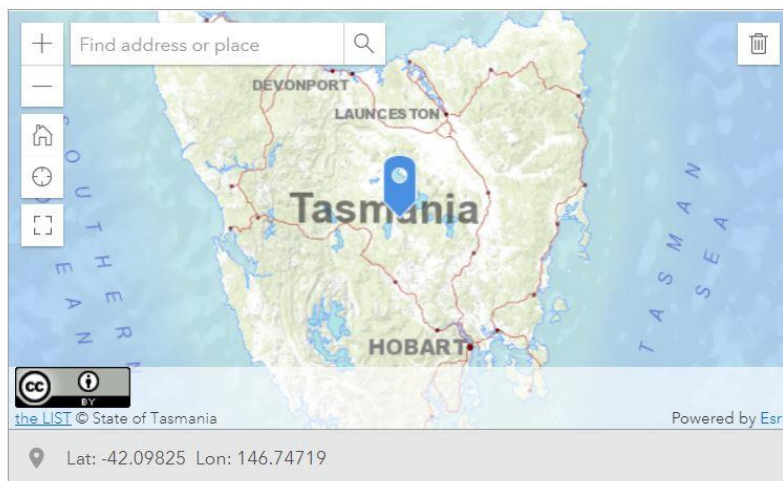 Find address or place
DEVONPORT
LAUNCESTON
Tasmania
SOUTHERN
OCEAN
TASMAN
SEA
HOBART
cc
BY
the LIST © State of Tasmania
Powered by Esr
Lat: -42.09825 Lon: 146.74719